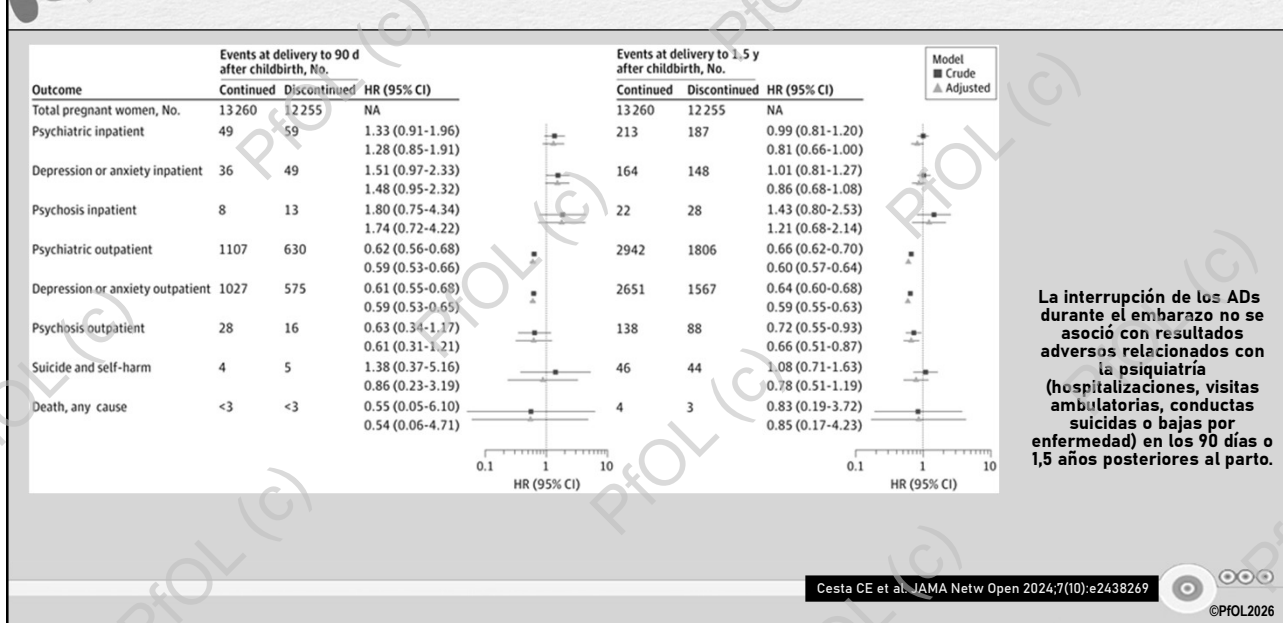 Events at delivery to 90 d
after childbirth, No.
Events at delivery to 1.5 y
after childbirth, No.
Model
Crude
Adjusted
Outcome Continued Discontinued HR (95% CI) Continued Discontinued HR (95% CI)
Total pregnant women, No. 13 260 12 255 NA 13 260 12 255 NA
Psychiatric inpatient 49 59 1.33 (0.91-1.96) 213 187 0.99 (0.81-1.20)
1.28 (0.85-1.91) 0.81 (0.66-1.00)
Depression or anxiety inpatient 36 49 1.51 (0.97-2.33) 164 148 1.01 (0.81-1.27)
1.48 (0.95-2.32) 0.86 (0.68-1.08)
Psychosis inpatient 8 13 1.80 (0.75-4.34) 22 28 1.43 (0.80-2.53)
1.74 (0.72-4.22) 1.21 (0.68-2.14)
Psychiatric outpatient 1107 630 0.62 (0.56-0.68) 2942 1806 0.66 (0.62-0.70)
0.59 (0.53-0.66) 0.60 (0.57-0.64)
Depression or anxiety outpatient 1027 575 0.61 (0.55-0.68) 2651 1567 0.64 (0.60-0.68)
0.59 (0.53-0.65) 0.59 (0.55-0.63)
Psychosis outpatient 28 16 0.63 (0.34-1.17) 138 88 0.72 (0.55-0.93)
0.61 (0.31-1.21) 0.66 (0.51-0.87)
Suicide and self-harm 4 5 1.38 (0.37-5.16) 46 44 1.08 (0.71-1.63)
0.86 (0.23-3.19) 0.78 (0.51-1.19)
Death, any cause <3 <3 0.55 (0.05-6.10) 4 3 0.83 (0.19-3.72)
0.54 (0.06-4.71) 0.85 (0.17-4.23)
0.1 1 10 0.1 1 10
HR (95% CI) HR (95% CI)
La interrupción de los ADs
durante el embarazo no se
asoció con resultados
adversos relacionados con
la psiquiatría
(hospitalizaciones, visitas
ambulatorias, conductas
suicidas o bajas por
enfermedad) en los 90 días o
1,5 años posteriores al parto.
Cesta CE et al. JAMA Netw Open 2024;7(10):e2438269
©PfOL2026
PfOL (c)